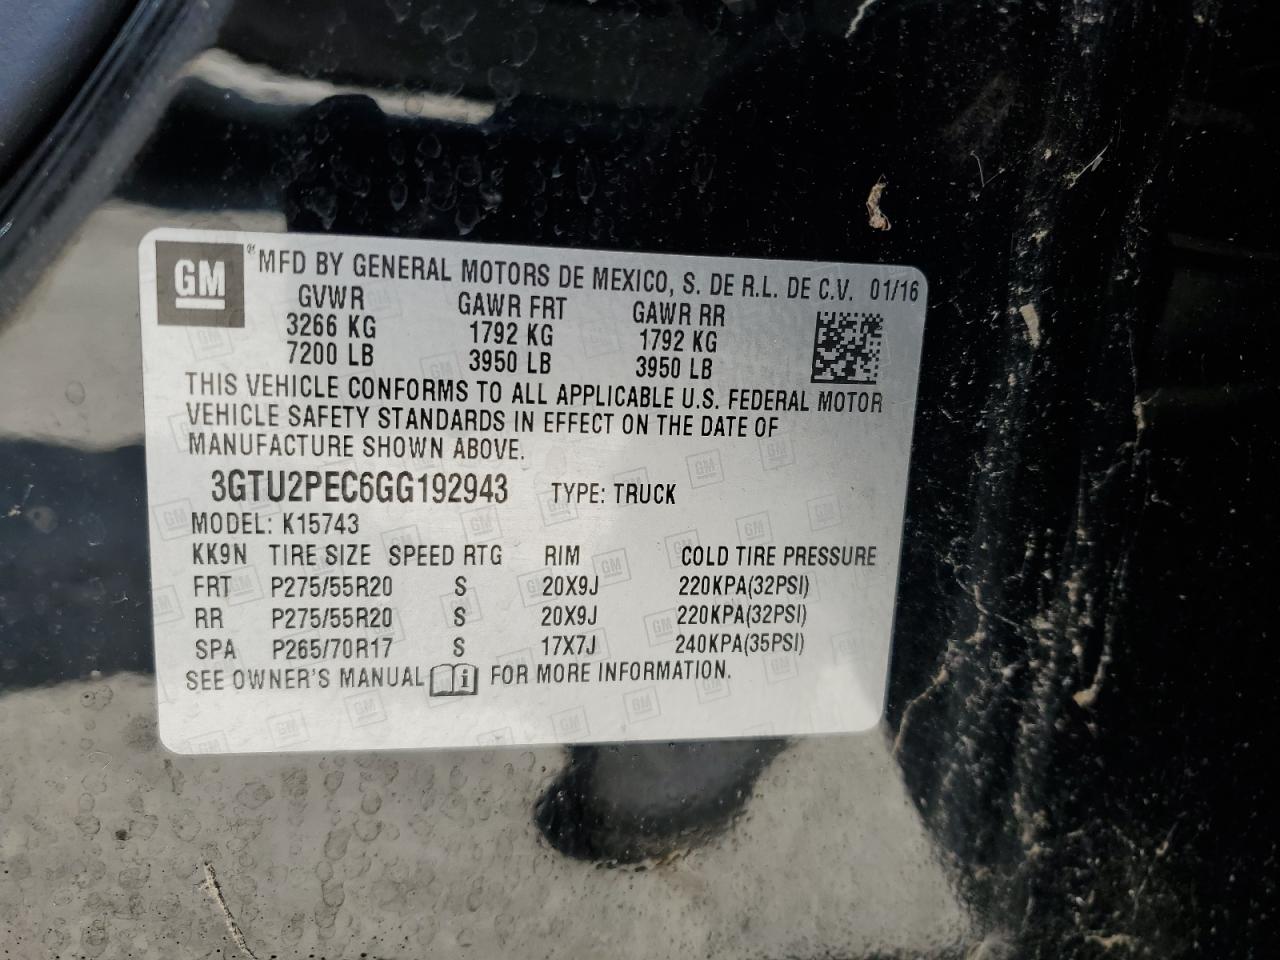 GM ® MFD BY GENERAL MOTORS DE MEXICO, S. DE R.L. DE C.V. 01/16
GVWR GAWR FRT GAWR RR
3266 KG 1792 KG 1792 KG
7200 LB 3950 LB 3950 LB
THIS VEHICLE CONFORMS TO ALL APPLICABLE U.S. FEDERAL MOTOR
VEHICLE SAFETY STANDARDS IN EFFECT ON THE DATE OF
MANUFACTURE SHOWN ABOVE.
3GTU2PEC6GG192943 TYPE: TRUCK
MODEL: K15743
KK9N TIRE SIZE SPEED RTG RIM COLD TIRE PRESSURE
FRT P275/55R20 S 20X9J 220KPA(32PSI)
RR P275/55R20 S 20X9J 220KPA(32PSI)
SPA P265/70R17 S 17X7J 240KPA(35PSI)
SEE OWNER'S MANUAL i FOR MORE INFORMATION.